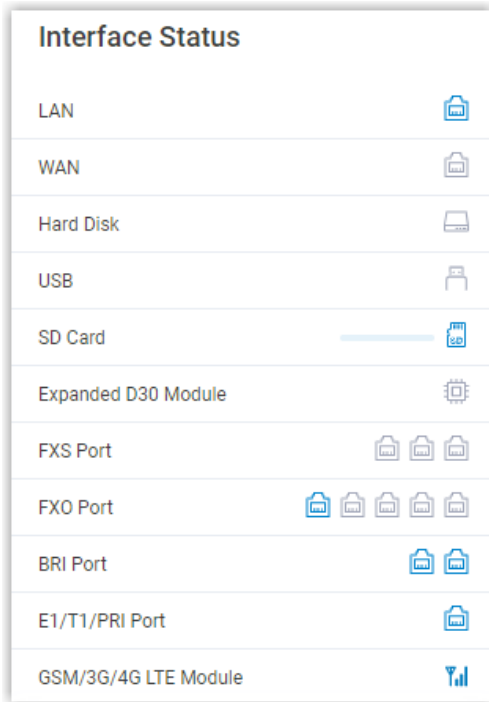 Interface Status
LAN
WAN
Hard Disk
USB
SD Card
SD
Expanded D30 Module
FXS Port
FXO Port
BRI Port
E1/T1/PRI Port
GSM/3G/4G LTE Module